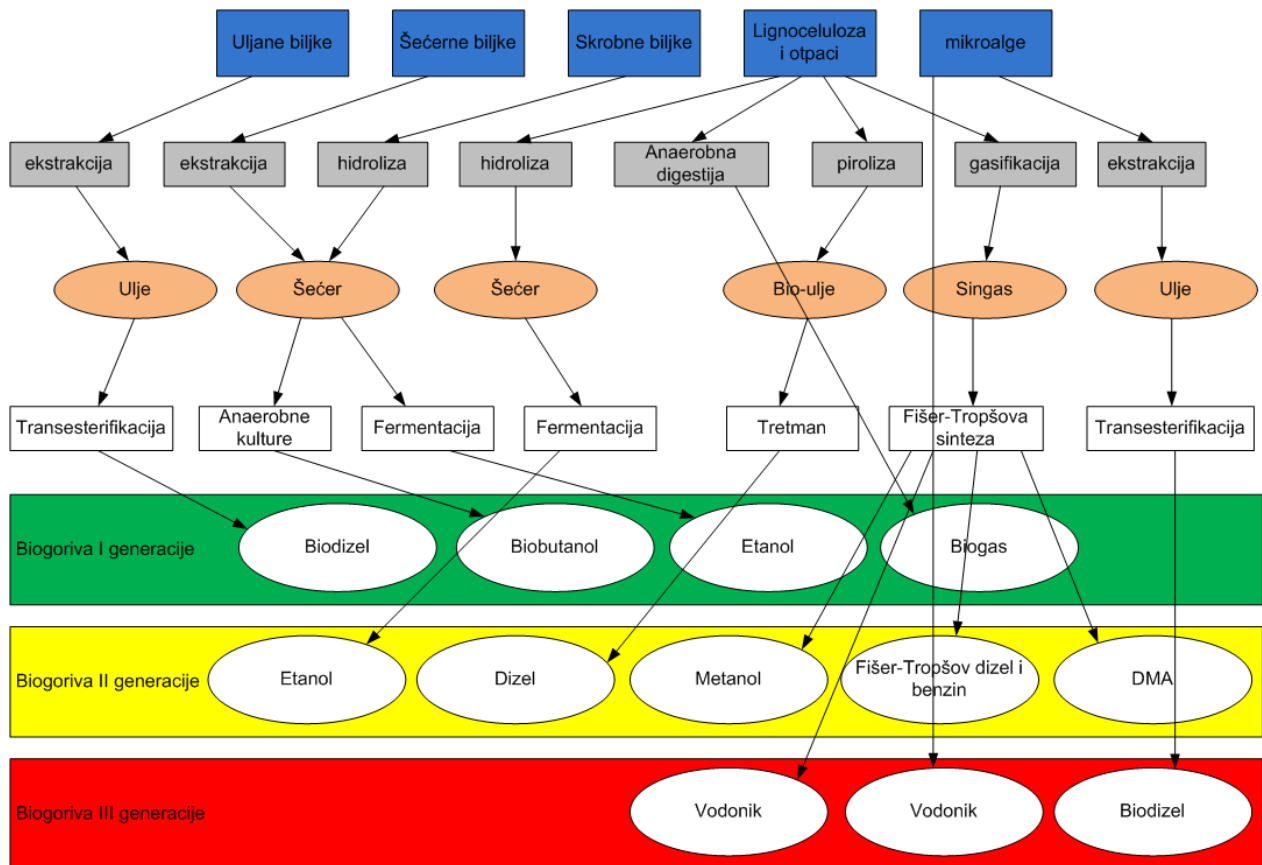 Uljane biljke
Šećerne biljke
Skrobne biljke
Lignoceluloza
i otpaci
mikroalge
ekstrakcija
ekstrakcija
hidroliza
hidroliza
Anaerobna
digestija
piroliza
gasifikacija
ekstrakcija
Ulje
Šećer
Šećer
Bio-ulje
Singas
Ulje
Transesterifikacija
Anaerobne
kulture
Fermentacija
Fermentacija
Tretman
Fišer-Tropšova
sinteza
Transesterifikacija
Biogoriva I generacije
Biodizel
Biobutanol
Etanol
Biogas
Biogoriva II generacije
Etanol
Dizel
Metanol
Fišer-Tropšov dizel i
benzin
DMA
Biogoriva III generacije
Vodonik
Vodonik
Biodizel